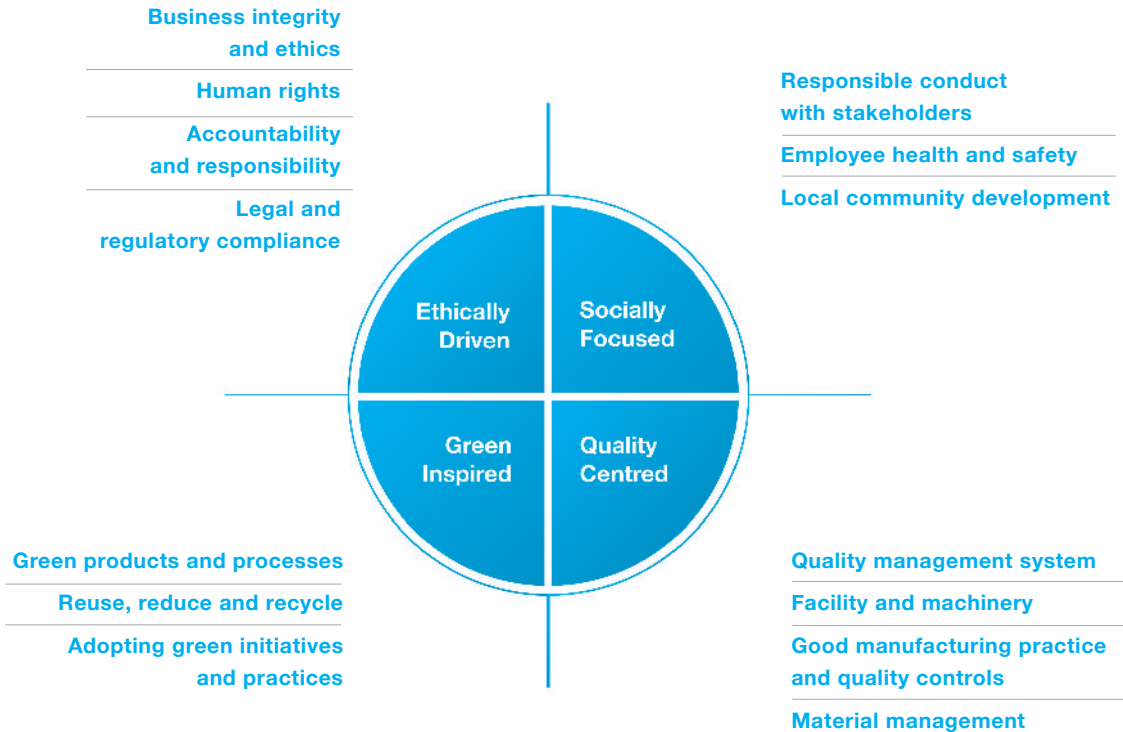 Business integrity
and ethics
Human rights
Accountability
and responsibility
Legal and
regulatory compliance
Responsible conduct
with stakeholders
Employee health and safety
Local community development
Ethically
Driven
Socially
Focused
Green
Inspired
Quality
Centred
Green products and processes
Reuse, reduce and recycle
Adopting green initiatives
and practices
Quality management system
Facility and machinery
Good manufacturing practice
and quality controls
Material management